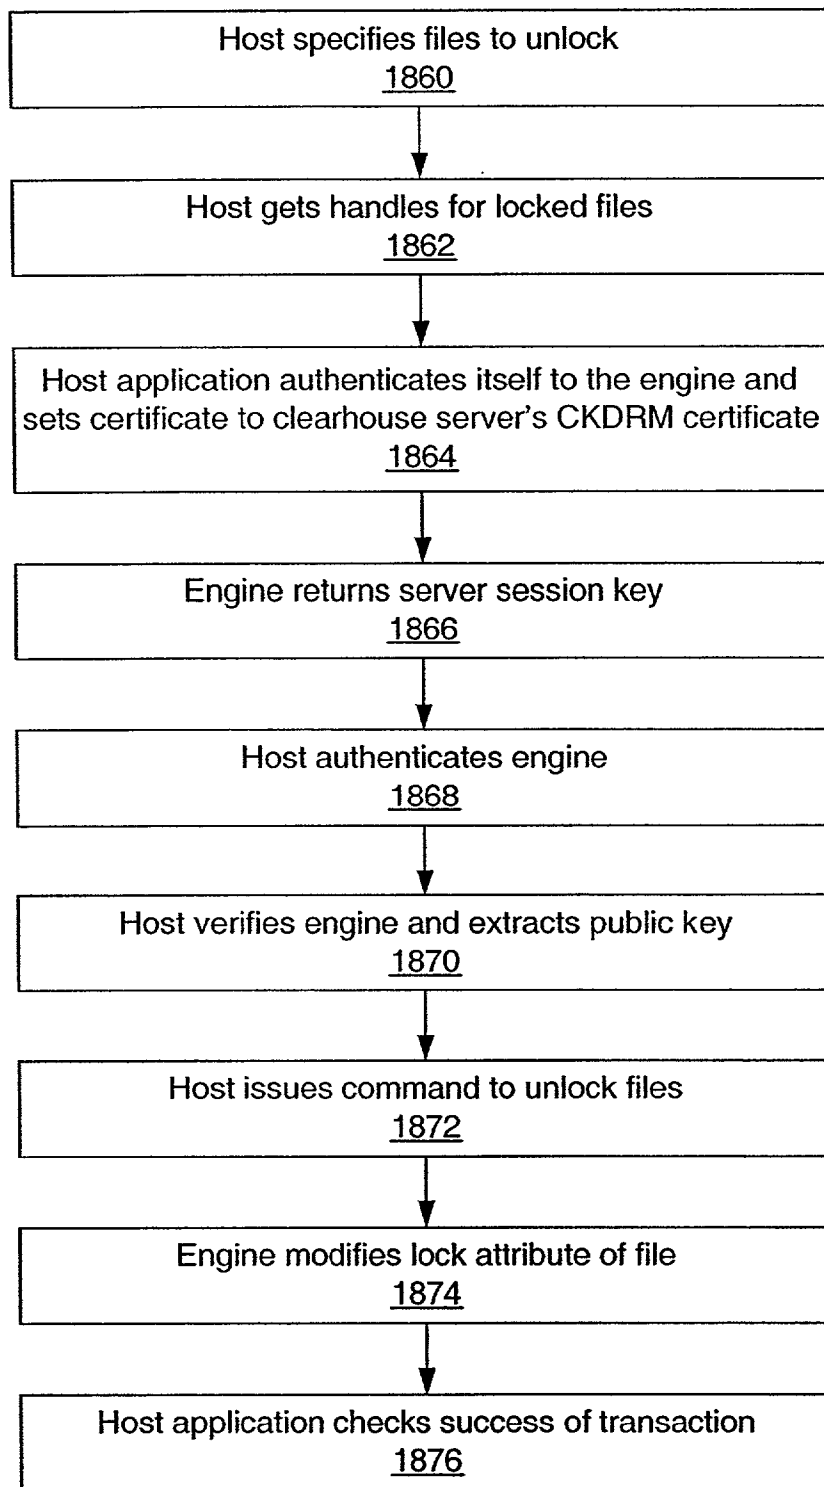 Host specifies files to unlock
1860
Host gets handles for locked files
1862
Host application authenticates itself to the engine and
sets certificate to clearhouse server's CKDRM certificate
1864
Engine returns server session key
1866
Host authenticates engine
1868
Host verifies engine and extracts public key
1870
Host issues command to unlock files
1872
Engine modifies lock attribute of file
1874
Host application checks success of transaction
1876